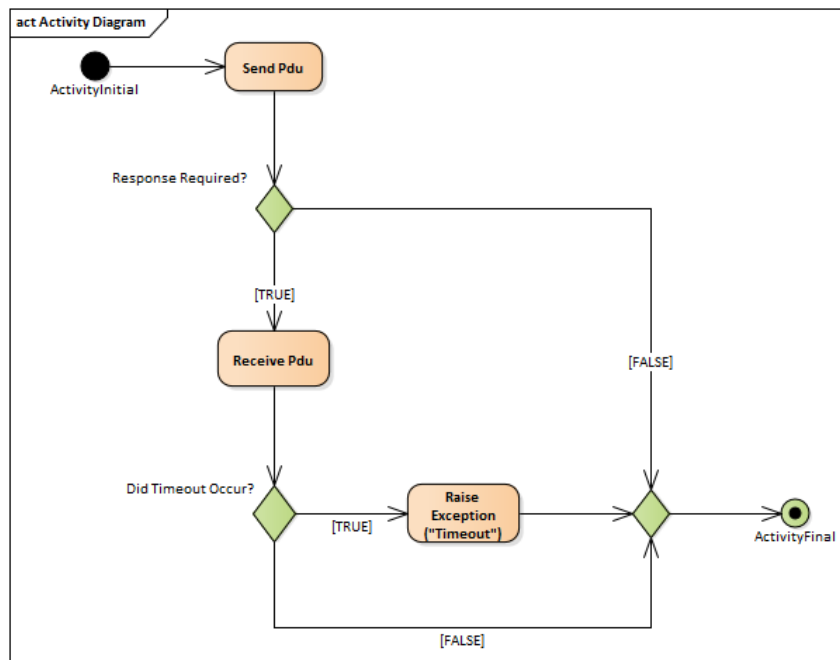 act Activity Diagram
Send Pdu
ActivityInitial
Response Required?
[TRUE]
Receive Pdu
[FALSE]
Did Timeout Occur?
Raise
Exception
("Timeout")
[TRUE]
ActivityFinal
[FALSE]